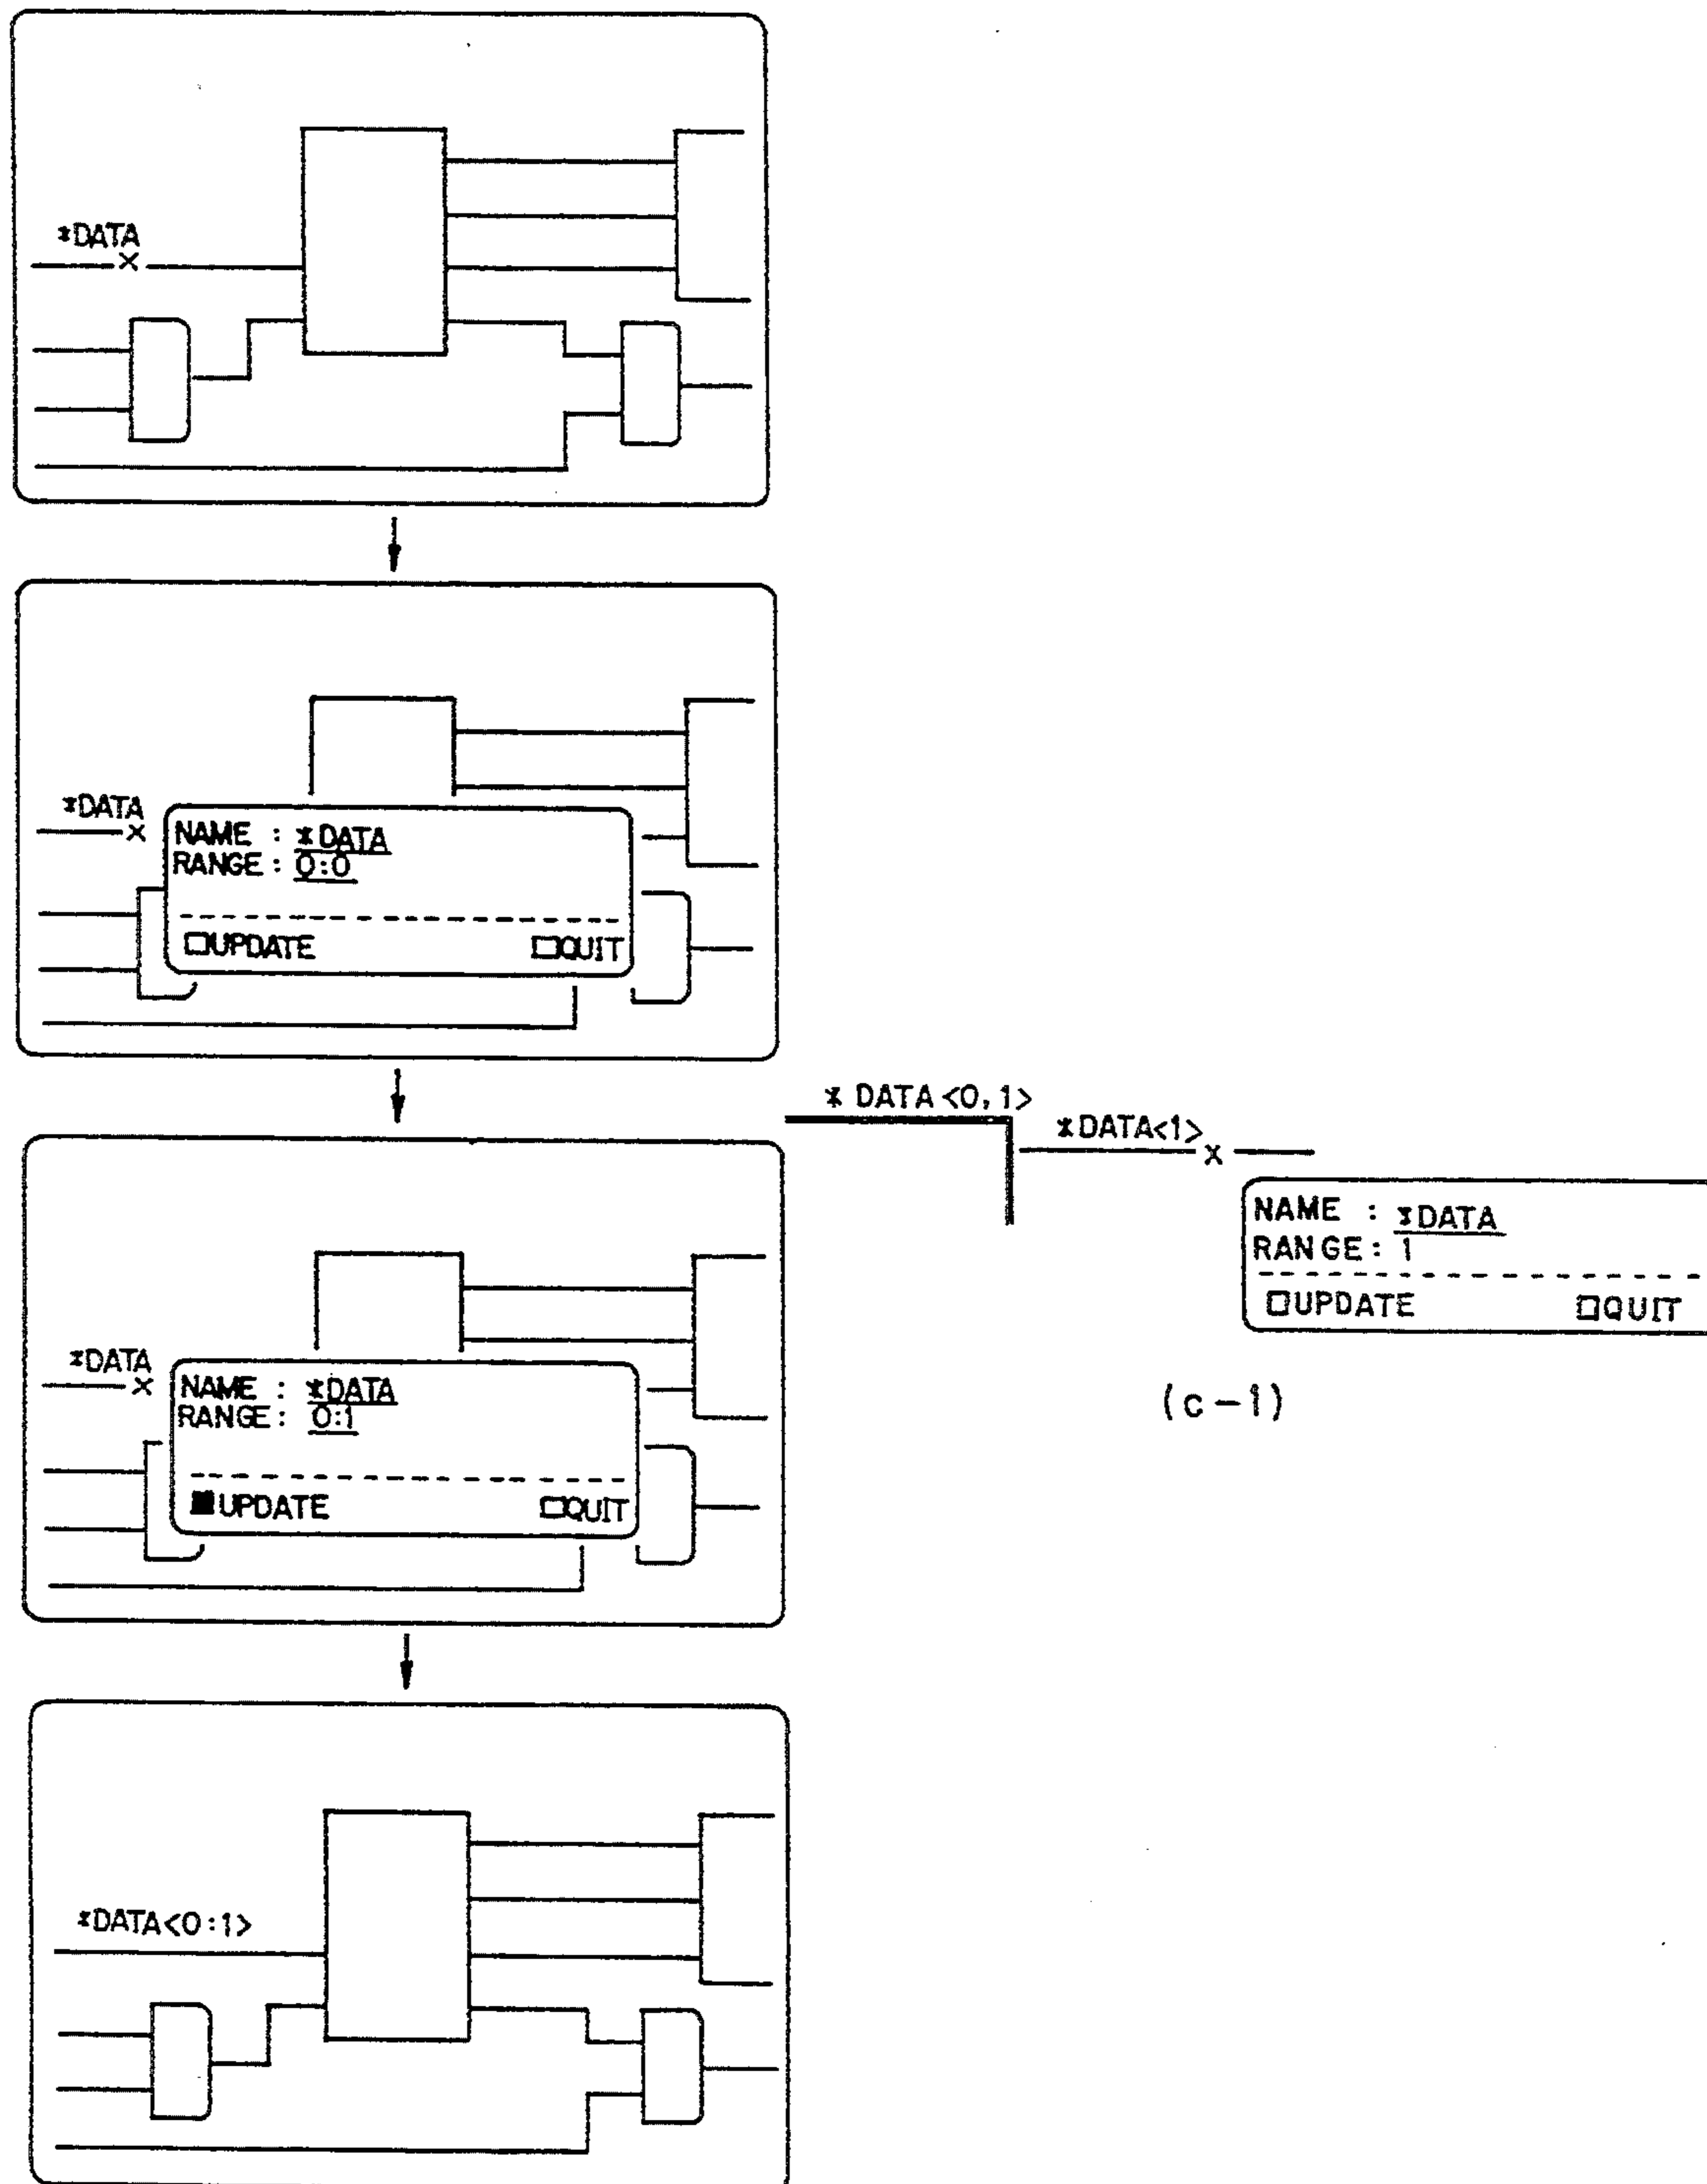 *DATA
*DATA
NAME : *DATA
RANGE : 0:0
□UPDATE □QUIT
* DATA<0,1>
*DATA<1>
NAME : *DATA
RANGE : 1
□UPDATE □QUIT
(c-1)
*DATA
NAME : *DATA
RANGE : 0:1
■UPDATE □QUIT
*DATA<0:1>